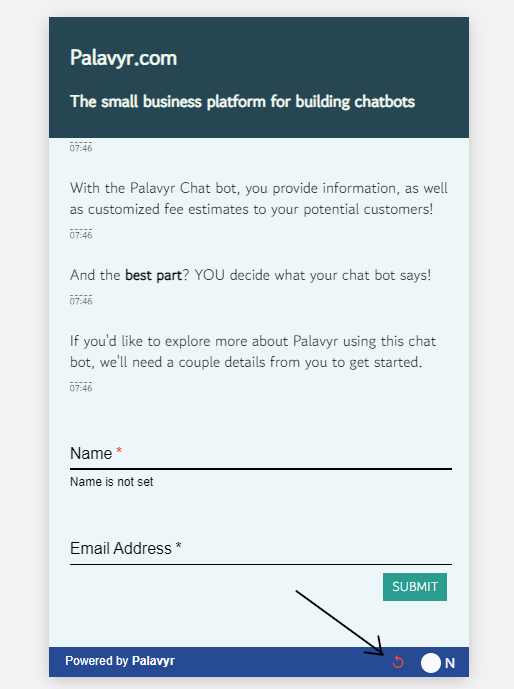 Palavyr.com
The small business platform for building chatbots
07:46
With the Palavyr Chat bot, you provide information, as well
as customized fee estimates to your potential customers!
07:46
And the best part? YOU decide what your chat bot says!
07:46
If you'd like to explore more about Palavyr using this chat
bot, we'll need a couple details from you to get started.
07:46
Name *
Name is not set
Email Address *
SUBMIT
Powered by Palavyr N